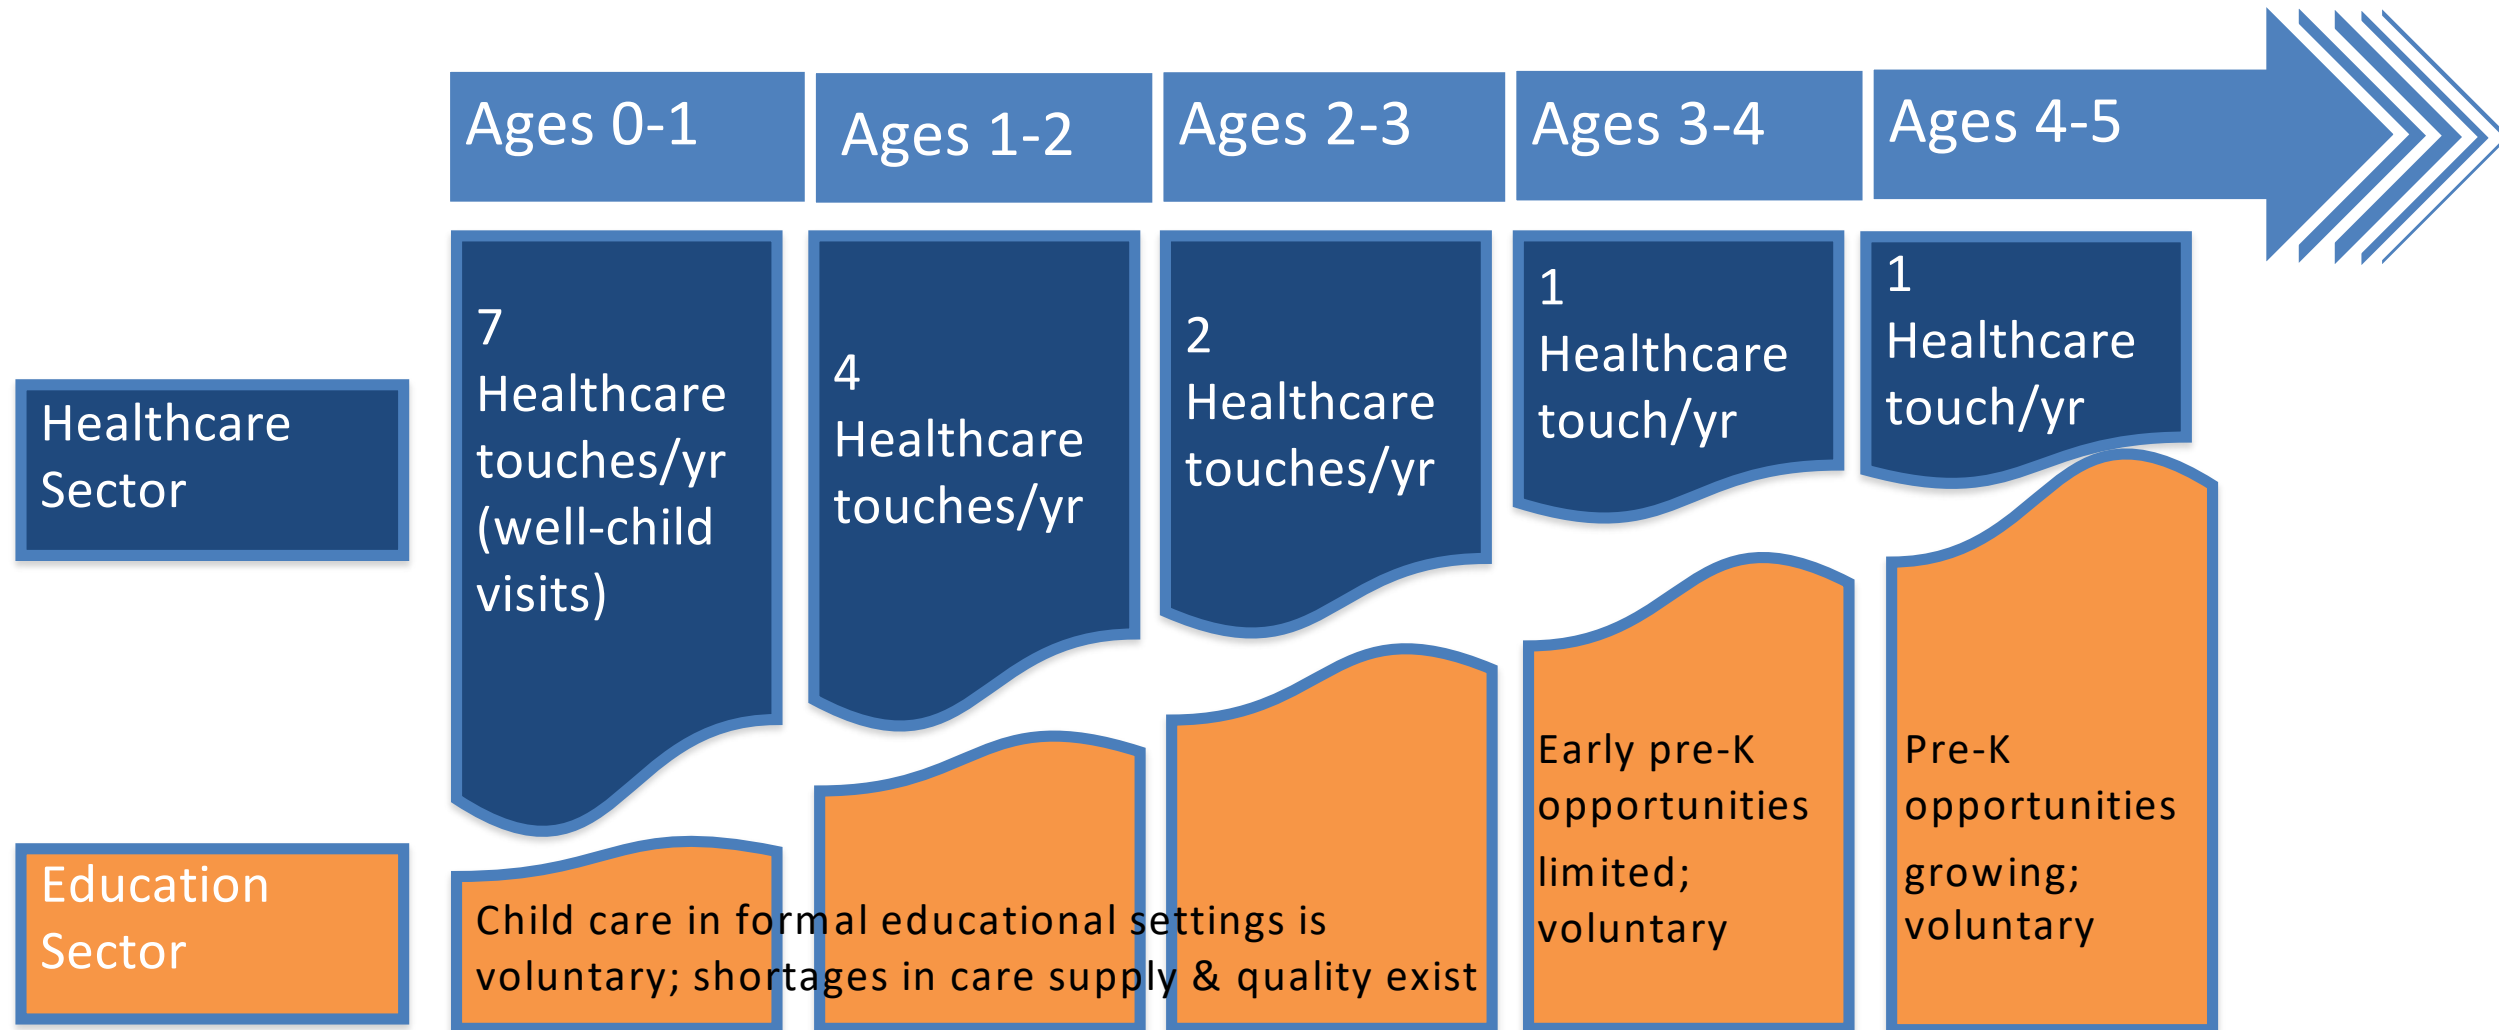 Ages 0-1
Ages 1-2
Ages 2-3
Ages 3-4
Ages 4-5
Healthcare
Sector
7
Healthcare
touches/yr
(well-child
visits)
4
Healthcare
touches/yr
2
Healthcare
touches/yr
1
Healthcare
touch/yr
1
Healthcare
touch/yr
Education
Sector
Child care in formal educational settings is
voluntary; shortages in care supply & quality exist
Early pre-K
opportunities
limited;
voluntary
Pre-K
opportunities
growing;
voluntary